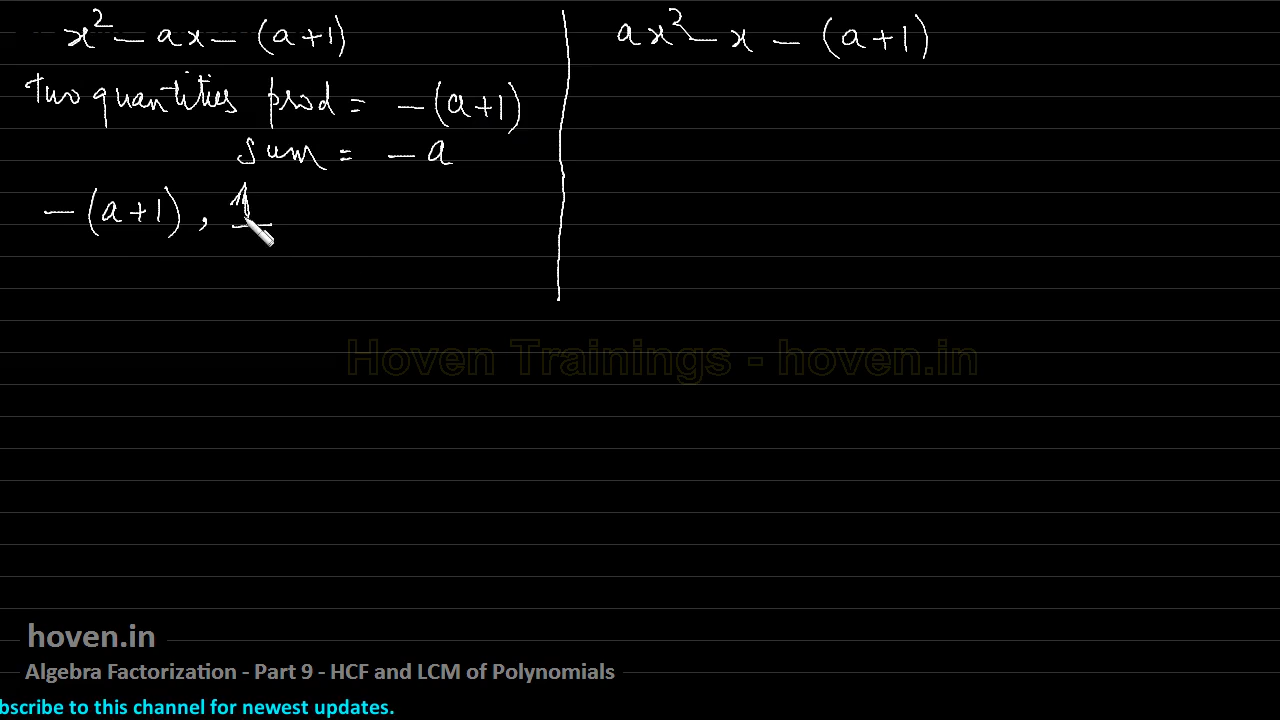 x² - ax - (a+1)
two quantities prod = -(a+1)
sum = -a
-(a+1), 1
ax² - x - (a+1)
Hoven Trainings - hoven.in
hoven.in
Algebra Factorization - Part 9 - HCF and LCM of Polynomials
bscribe to this channel for newest updates.